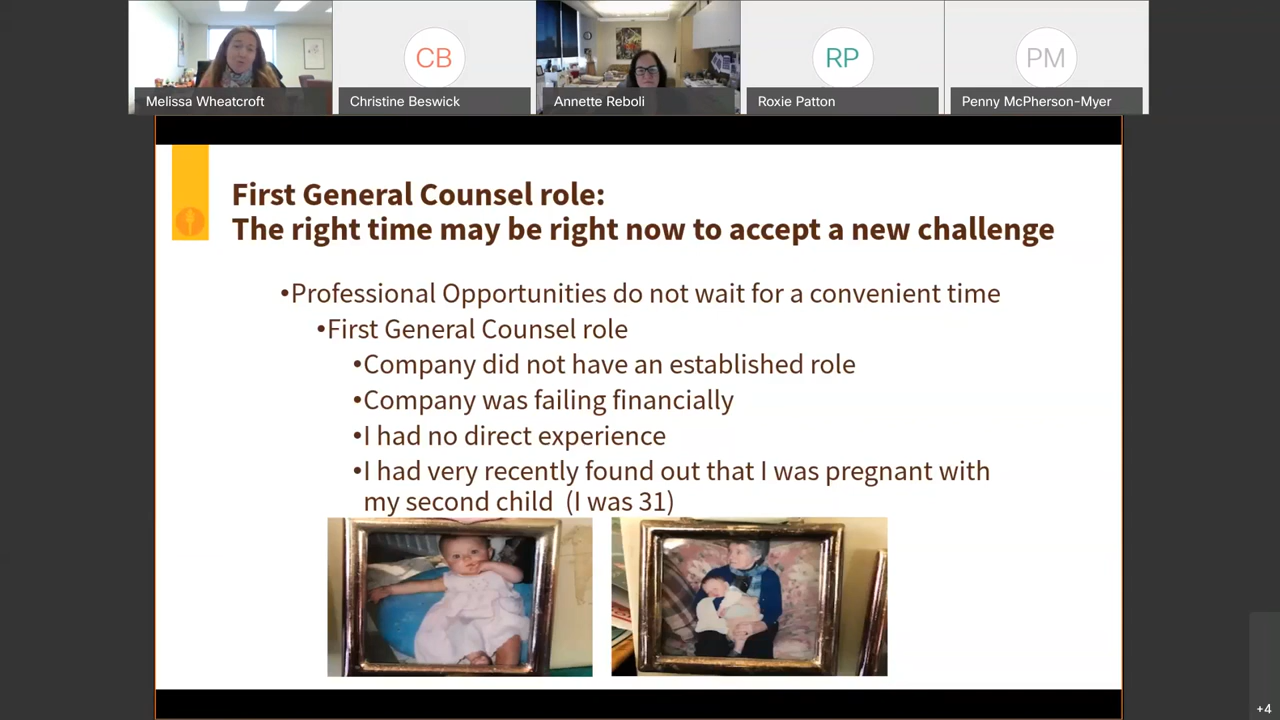 CB
RP
PM
Melissa Wheatcroft
Christine Beswick
Annette Reboli
Roxie Patton
Penny McPherson-Myer
First General Counsel role:
The right time may be right now to accept a new challenge
•Professional Opportunities do not wait for a convenient time
•First General Counsel role
•Company did not have an established role
•Company was failing financially
•I had no direct experience
•I had very recently found out that I was pregnant with
my second child (I was 31)
+4